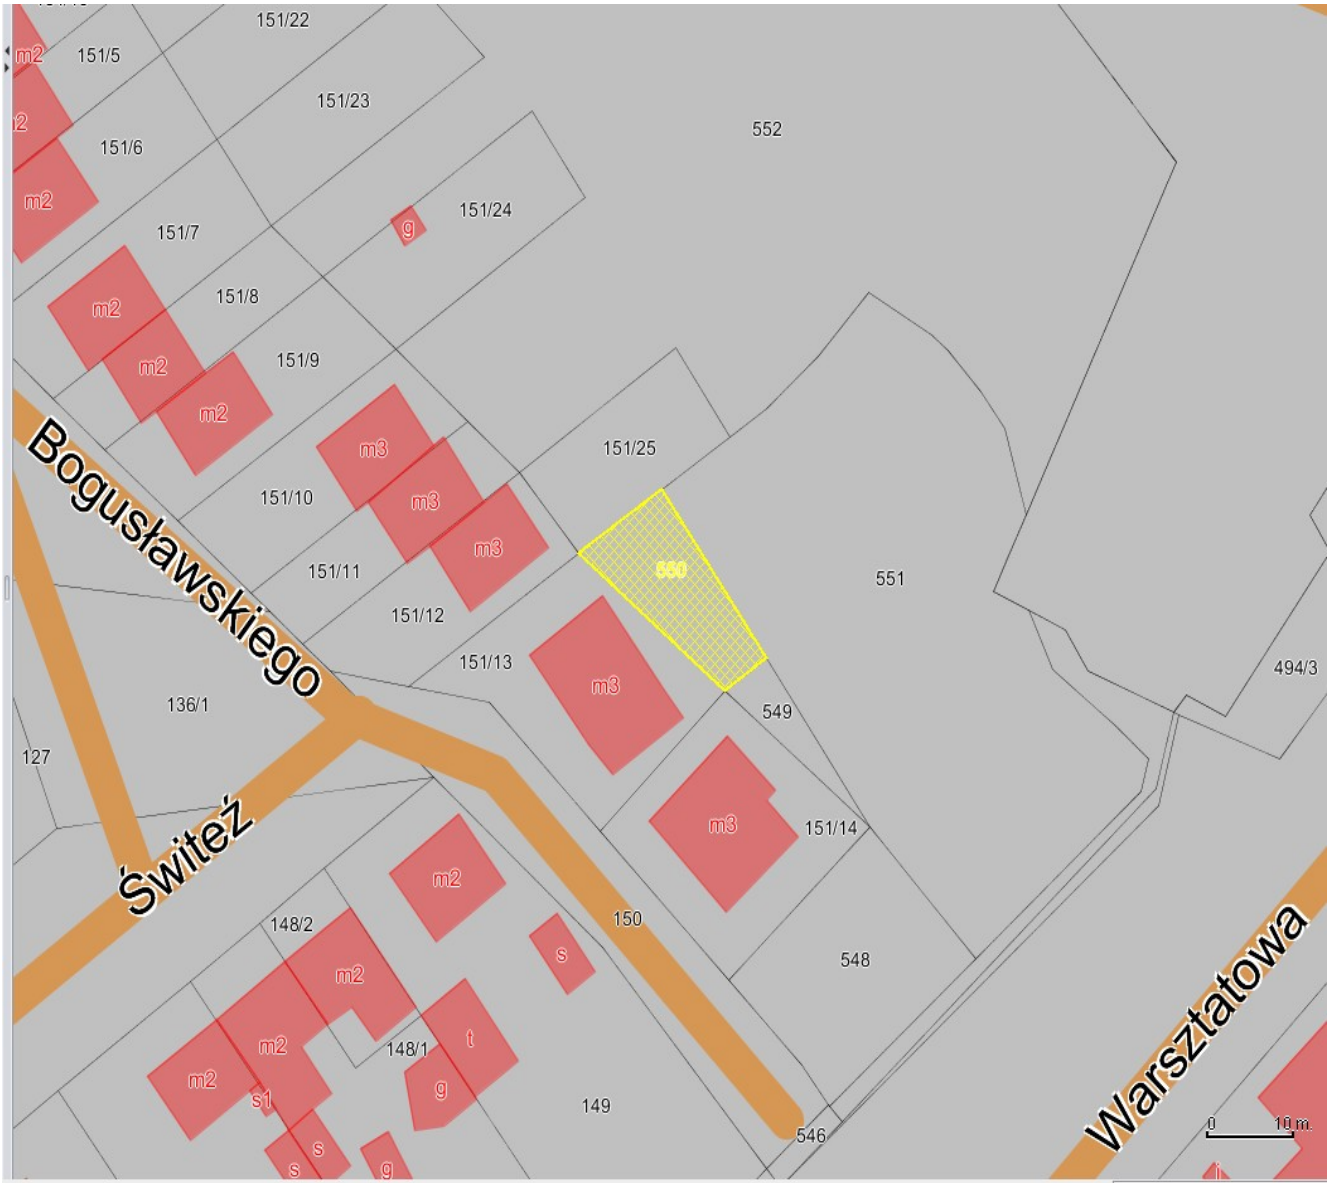 151/22
m2
151/5
151/23
552
151/6
m2
151/24
g
151/7
151/8
m2
151/9
m2
m2
Bogusławskiego
m3
151/25
151/10
m3
m3
550
151/11
551
151/12
151/13
m3
494/3
136/1
549
127
m3
151/14
Świteź
m2
148/2
150
s
548
m2
Warsztatowa
m2
t
148/1
m2
g
s1
149
0 10 m.
546
s
s
g
i